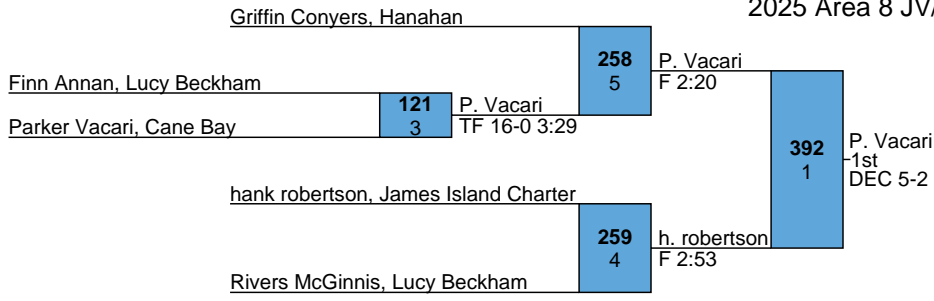 2025 Area 8 JV/
Griffin Conyers, Hanahan
258
5
P. Vacari
F 2:20
Finn Annan, Lucy Beckham
121
3
P. Vacari
TF 16-0 3:29
Parker Vacari, Cane Bay
392
1
P. Vacari
1st
DEC 5-2
hank robertson, James Island Charter
259
4
h. robertson
F 2:53
Rivers McGinnis, Lucy Beckham